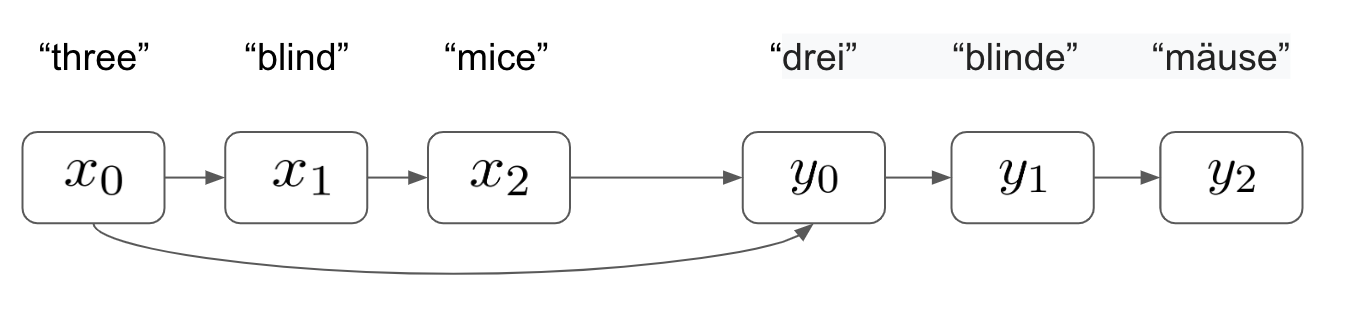 “three” “blind” “mice” “drei” “blinde” “mäuse”
x₀ x₁ x₂ y₀ y₁ y₂